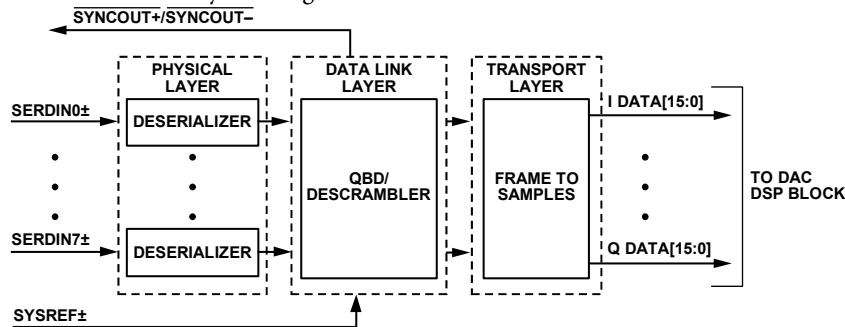 SYNCOUT+/SYNCOUT–
PHYSICAL
LAYER
DATA LINK
LAYER
TRANSPORT
LAYER
SERDIN0±
DESERIALIZER
I DATA[15:0]
QBD/
DESCRAMBLER
FRAME TO
SAMPLES
TO DAC
DSP BLOCK
SERDIN7±
DESERIALIZER
Q DATA[15:0]
SYSREF±